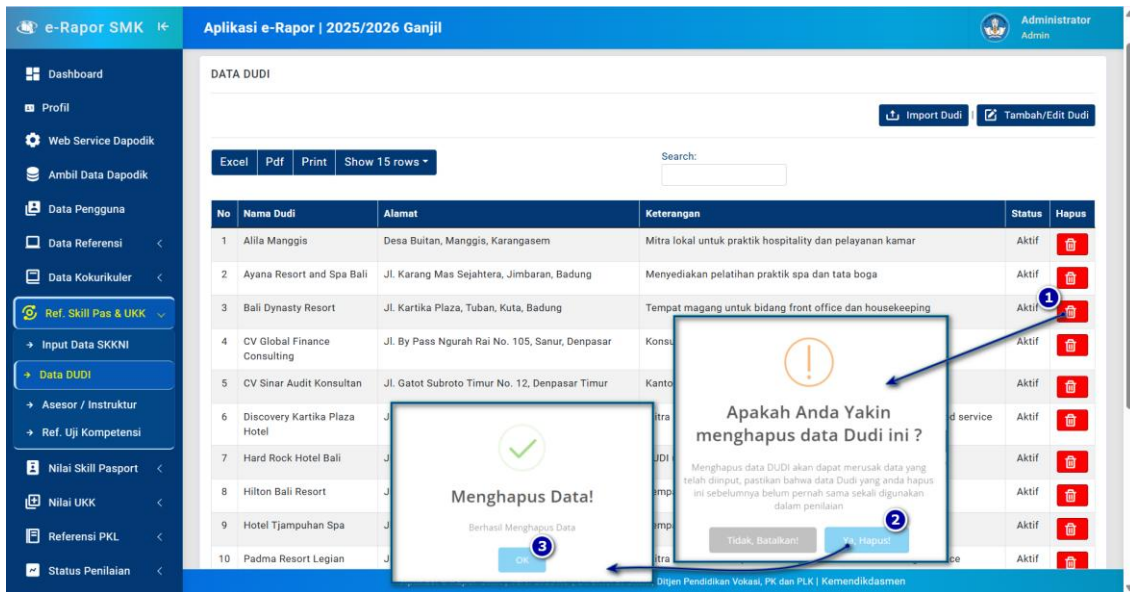 e-Rapor SMK
Aplikasi e-Rapor | 2025/2026 Ganjil
Administrator
Admin
Dashboard
Profil
Web Service Dapodik
Ambil Data Dapodik
Data Pengguna
Data Referensi
Data Kokurikuler
Ref. Skill Pas & UKK
Input Data SKKNI
Data DUDI
Asesor / Instruktur
Ref. Uji Kompetensi
Nilai Skill Pasport
Nilai UKK
Referensi PKL
Status Penilaian
DATA DUDI
Import Dudi | Tambah/Edit Dudi
Excel Pdf Print Show 15 rows
Search:
No Nama Dudi Alamat Keterangan Status Hapus
1 Alila Manggis Desa Buitan, Manggis, Karangasem Mitra lokal untuk praktik hospitality dan pelayanan kamar Aktif
2 Ayana Resort and Spa Bali Jl. Karang Mas Sejahtera, Jimbaran, Badung Menyediakan pelatihan praktik spa dan tata boga Aktif
3 Bali Dynasty Resort Jl. Kartika Plaza, Tuban, Kuta, Badung Tempat magang untuk bidang front office dan housekeeping Aktif
1
4 CV Global Finance Jl. By Pass Ngurah Rai No. 105, Sanur, Denpasar Aktif
Consulting
5 CV Sinar Audit Konsultan Jl. Gatot Subroto Timur No. 12, Denpasar Timur Aktif
6 Discovery Kartika Plaza service Aktif
Hotel
7 Hard Rock Hotel Bali Aktif
8 Hilton Bali Resort Aktif
9 Hotel Tjampuhan Spa Aktif
10 Padma Resort Legian Aktif
Apakah Anda Yakin
menghapus data Dudi ini ?
Menghapus data DUDI akan dapat merusak data yang
telah diinput, pastikan bahwa data Dudi yang anda hapus
ini sebelumnya belum pernah sama sekali digunakan
dalam penilaian
2
Tidak, Batalkan! Ya, Hapus!
Menghapus Data!
Berhasil Menghapus Data
3
OK
Ditjen Pendidikan Vokasi, PK dan PLK | Kemendikdasmen